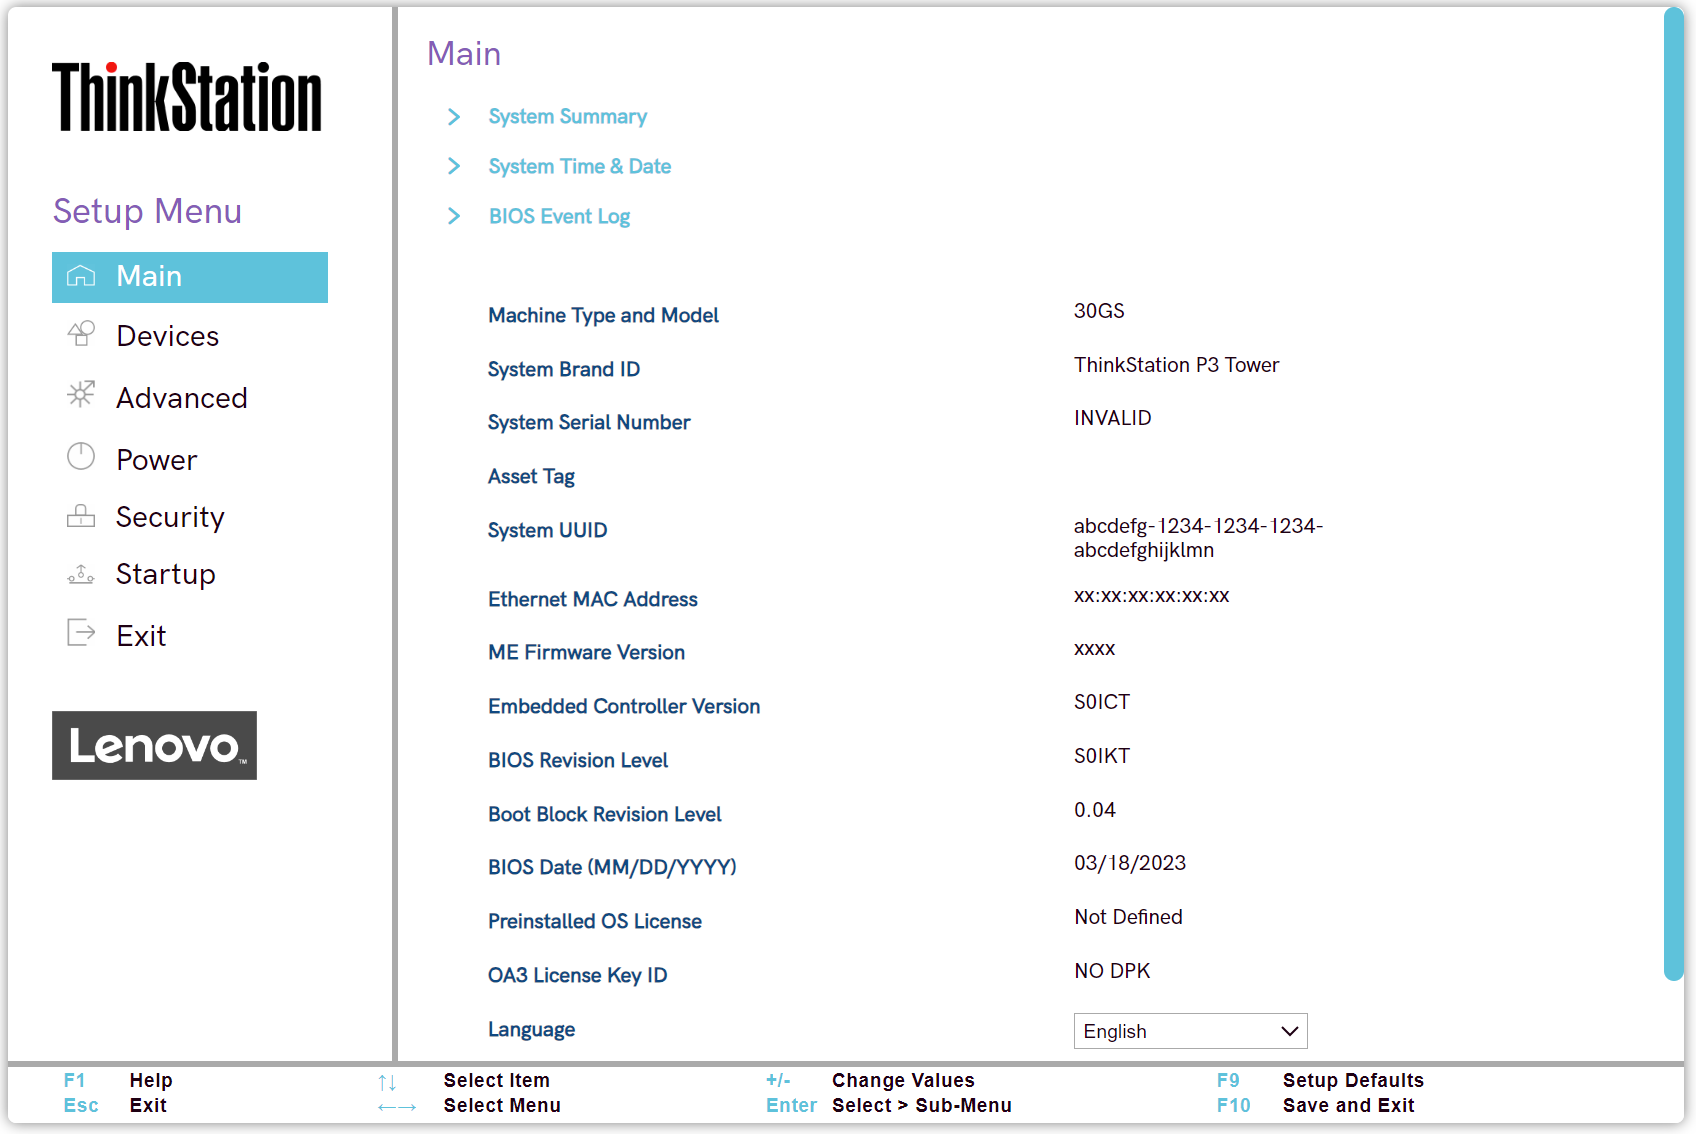 ThinkStation
Setup Menu
Main
Devices
Advanced
Power
Security
Startup
Exit
Lenovo™
Main
> System Summary
> System Time & Date
> BIOS Event Log
Machine Type and Model 30GS
System Brand ID ThinkStation P3 Tower
System Serial Number INVALID
Asset Tag
System UUID abcdefg-1234-1234-1234-
abcdefghijklmn
Ethernet MAC Address xx:xx:xx:xx:xx:xx
ME Firmware Version xxxx
Embedded Controller Version S0ICT
BIOS Revision Level S0IKT
Boot Block Revision Level 0.04
BIOS Date (MM/DD/YYYY) 03/18/2023
Preinstalled OS License Not Defined
OA3 License Key ID NO DPK
Language English
F1 Help ↑↓ Select Item +/- Change Values F9 Setup Defaults
Esc Exit ←→ Select Menu Enter Select > Sub-Menu F10 Save and Exit